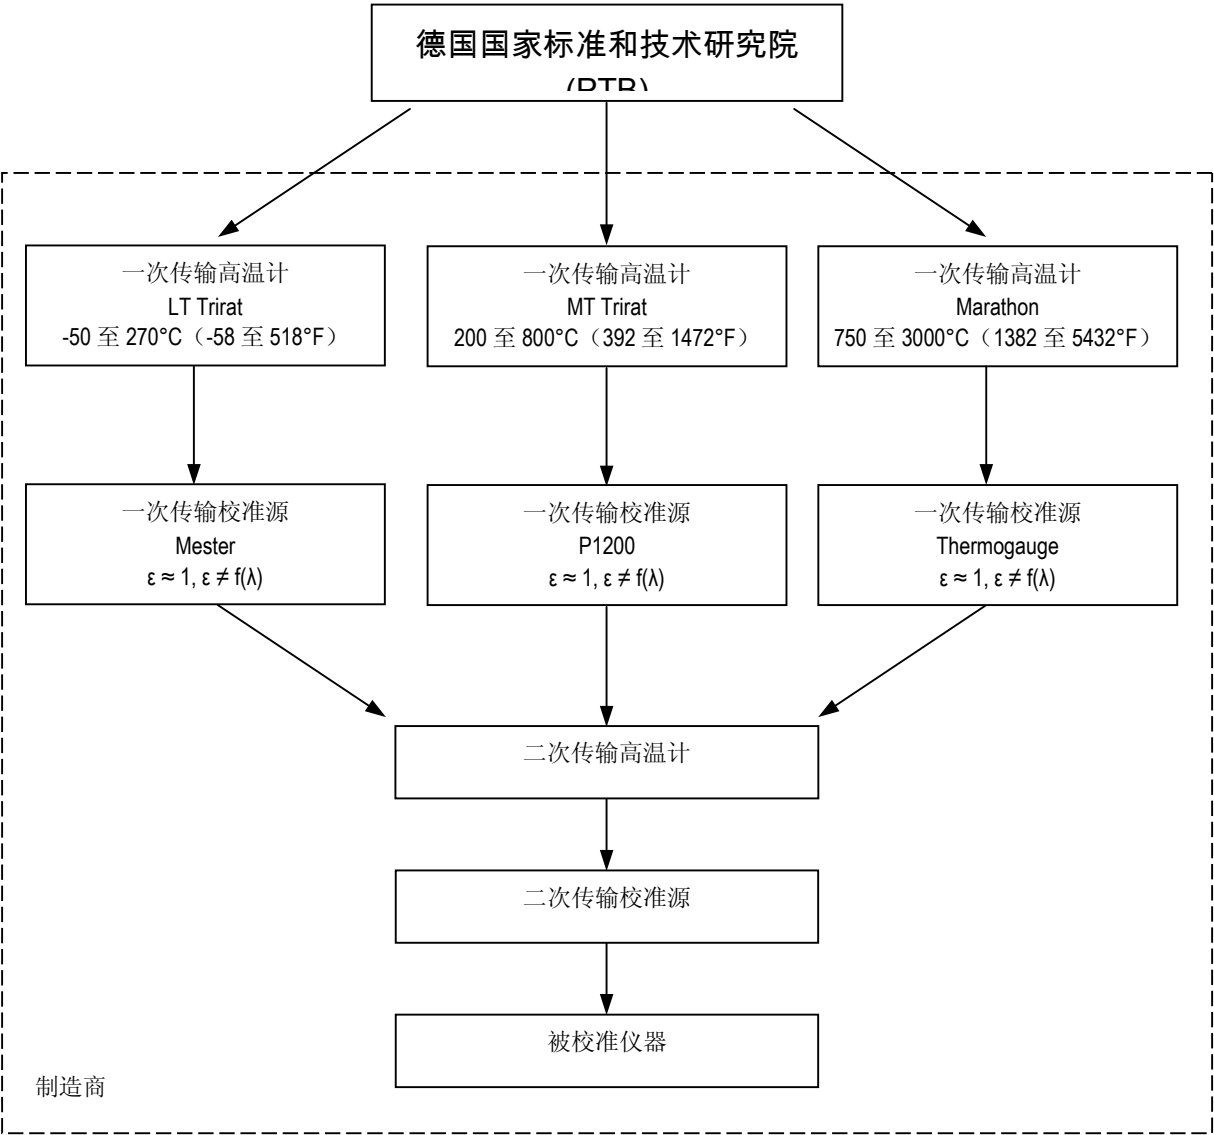 德国国家标准和技术研究院
(PTB)
一次传输高温计
LT Trirat
-50 至 270°C（-58 至 518°F）
一次传输高温计
MT Trirat
200 至 800°C（392 至 1472°F）
一次传输高温计
Marathon
750 至 3000°C（1382 至 5432°F）
一次传输校准源
Mester
ε ≈ 1, ε ≠ f(λ)
一次传输校准源
P1200
ε ≈ 1, ε ≠ f(λ)
一次传输校准源
Thermogauge
ε ≈ 1, ε ≠ f(λ)
二次传输高温计
二次传输校准源
被校准仪器
制造商